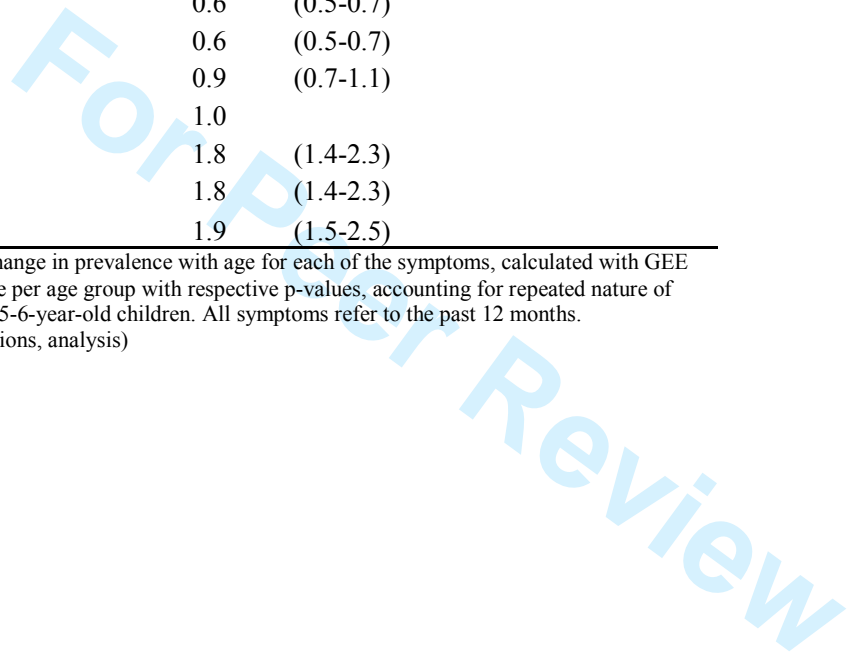 0.6 (0.5-0.7)
0.6 (0.5-0.7)
0.9 (0.7-1.1)
1.0
1.8 (1.4-2.3)
1.8 (1.4-2.3)
1.9 (1.5-2.5)
hange in prevalence with age for each of the symptoms, calculated with GEE
e per age group with respective p-values, accounting for repeated nature of
5-6-year-old children. All symptoms refer to the past 12 months.
ions, analysis)
For Peer Review